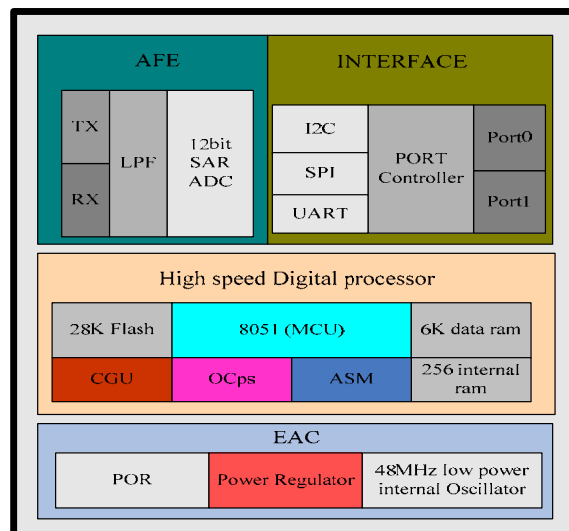 AFE
INTERFACE
TX
RX
LPF
12bit
SAR
ADC
I2C
SPI
UART
PORT
Controller
Port0
Port1
High speed Digital processor
28K Flash
8051 (MCU)
6K data ram
CGU
OCps
ASM
256 internal
ram
EAC
POR
Power Regulator
48MHz low power
internal Oscillator